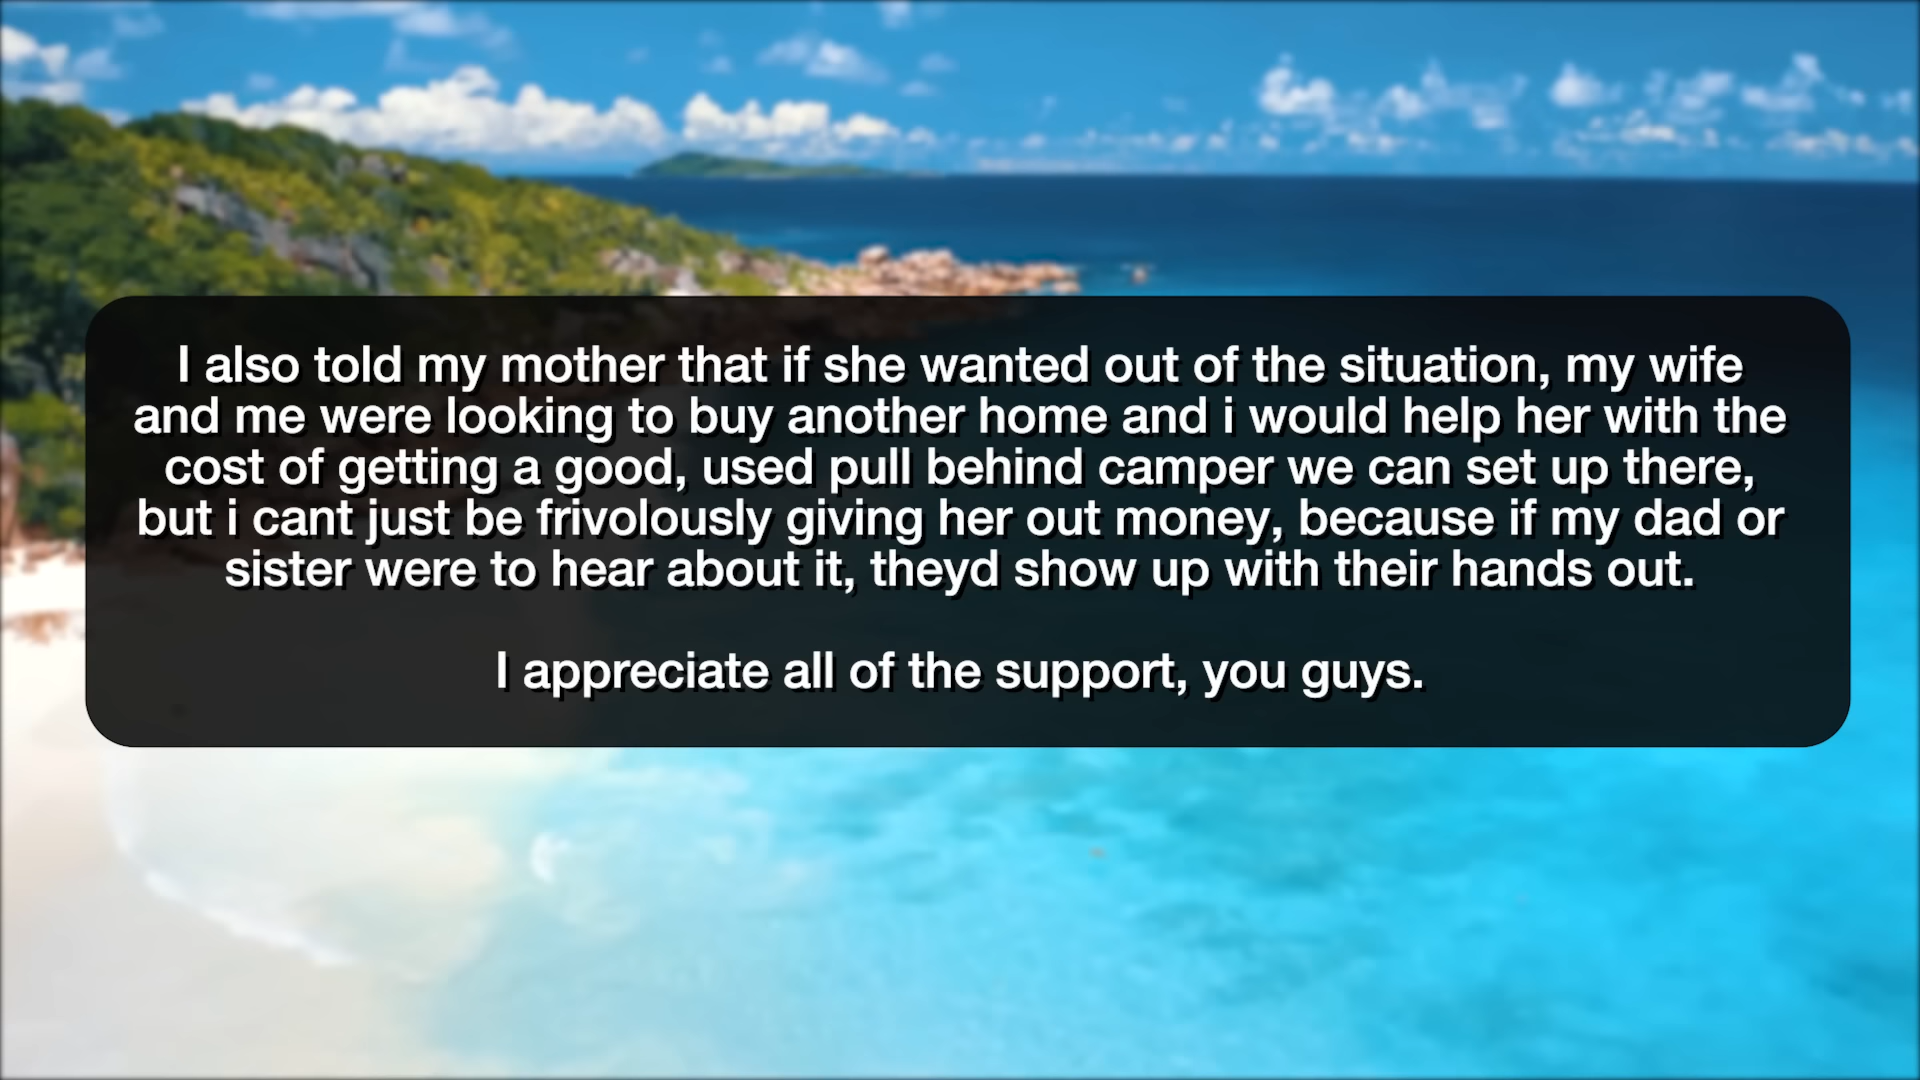 I also told my mother that if she wanted out of the situation, my wife
and me were looking to buy another home and i would help her with the
cost of getting a good, used pull behind camper we can set up there,
but i cant just be frivolously giving her out money, because if my dad or
sister were to hear about it, theyd show up with their hands out.
I appreciate all of the support, you guys.